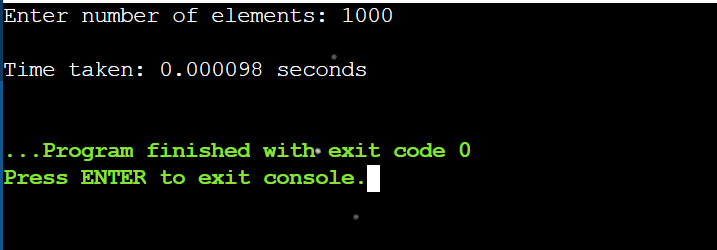 Enter number of elements: 1000
Time taken: 0.000098 seconds
...Program finished with exit code 0
Press ENTER to exit console.